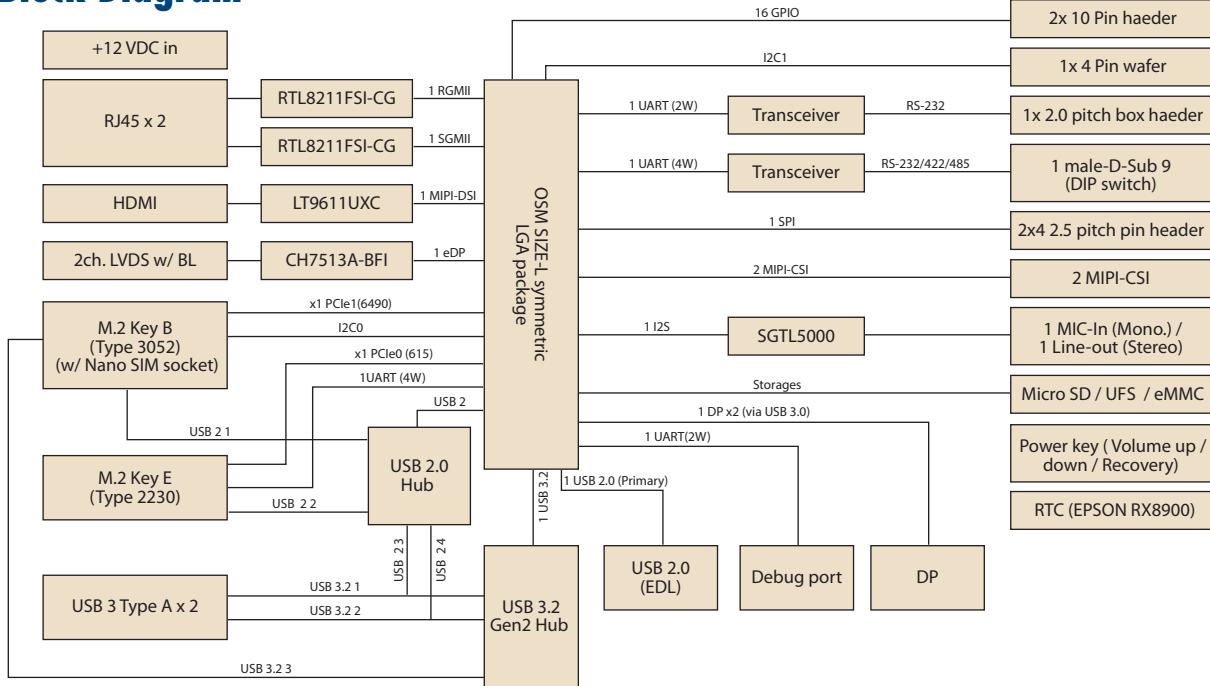 Block Diagram
+12 VDC in
RJ45 x 2
RTL8211FSI-CG
1 RGMII
RTL8211FSI-CG
1 SGMII
HDMI
LT9611UXC
1 MIPI-DSI
2ch. LVDS w/ BL
CH7513A-BFI
1 eDP
M.2 Key B
(Type 3052)
(w/ Nano SIM socket)
x1 PCIe1(6490)
I2C0
x1 PCIe0 (615)
1UART (4W)
USB 2
USB 2 1
M.2 Key E
(Type 2230)
USB 2 2
USB 2.0
Hub
USB 2 3
USB 2 4
USB 3 Type A x 2
USB 3.2 1
USB 3.2 2
USB 3.2 3
OSM SIZE-L symmetric
LGA package
1 USB 3.2
USB 3.2
Gen2 Hub
16 GPIO
2x 10 Pin haeder
I2C1
1x 4 Pin wafer
1 UART (2W)
Transceiver
RS-232
1x 2.0 pitch box haeder
1 UART (4W)
Transceiver
RS-232/422/485
1 male-D-Sub 9
(DIP switch)
1 SPI
2x4 2.5 pitch pin header
2 MIPI-CSI
2 MIPI-CSI
1 I2S
SGTL5000
1 MIC-In (Mono.) /
1 Line-out (Stereo)
Storages
Micro SD / UFS / eMMC
1 DP x2 (via USB 3.0)
1 UART(2W)
1 USB 2.0 (Primary)
Power key ( Volume up /
down / Recovery)
RTC (EPSON RX8900)
USB 2.0
(EDL)
Debug port
DP